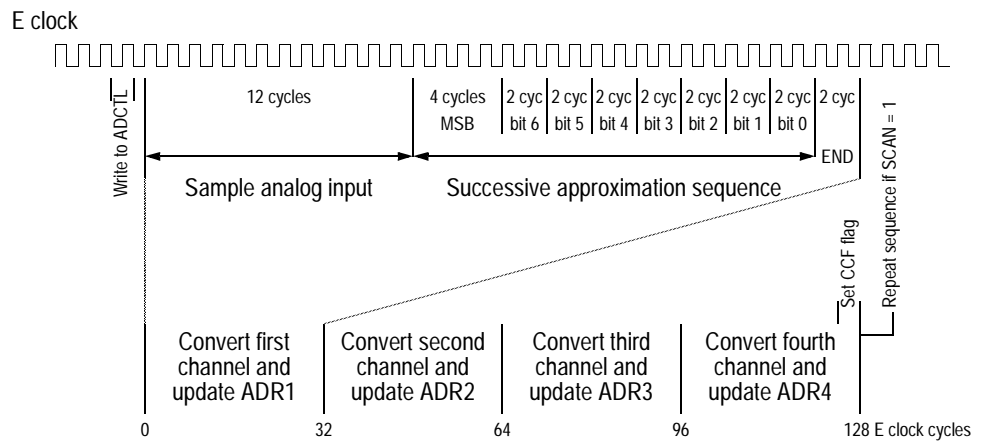 E clock
Write to ADCTL
12 cycles
4 cycles
MSB
2 cyc
bit 6
2 cyc
bit 5
2 cyc
bit 4
2 cyc
bit 3
2 cyc
bit 2
2 cyc
bit 1
2 cyc
bit 0
2 cyc
END
Sample analog input
Successive approximation sequence
Set CCF flag
Repeat sequence if SCAN = 1
Convert first
channel and
update ADR1
Convert second
channel and
update ADR2
Convert third
channel and
update ADR3
Convert fourth
channel and
update ADR4
0
32
64
96
128 E clock cycles